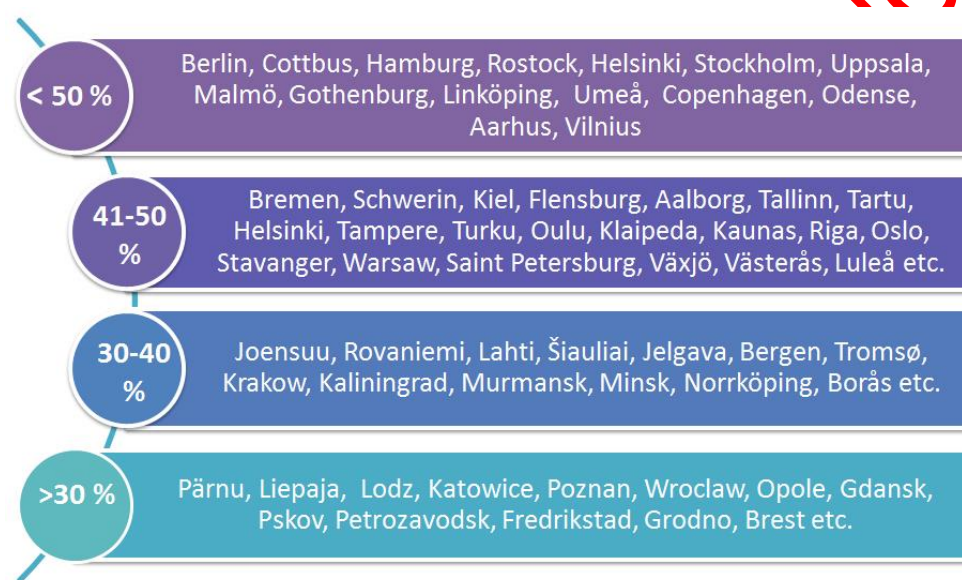 < 50 %
Berlin, Cottbus, Hamburg, Rostock, Helsinki, Stockholm, Uppsala,
Malmö, Gothenburg, Linköping, Umeå, Copenhagen, Odense,
Aarhus, Vilnius
41-50
%
Bremen, Schwerin, Kiel, Flensburg, Aalborg, Tallinn, Tartu,
Helsinki, Tampere, Turku, Oulu, Klaipeda, Kaunas, Riga, Oslo,
Stavanger, Warsaw, Saint Petersburg, Växjö, Västerås, Luleå etc.
30-40
%
Joensuu, Rovaniemi, Lahti, Šiauliai, Jelgava, Bergen, Tromsø,
Krakow, Kaliningrad, Murmansk, Minsk, Norrköping, Borås etc.
>30 %
Pärnu, Liepaja, Lodz, Katowice, Poznan, Wroclaw, Opole, Gdansk,
Pskov, Petrozavodsk, Fredrikstad, Grodno, Brest etc.